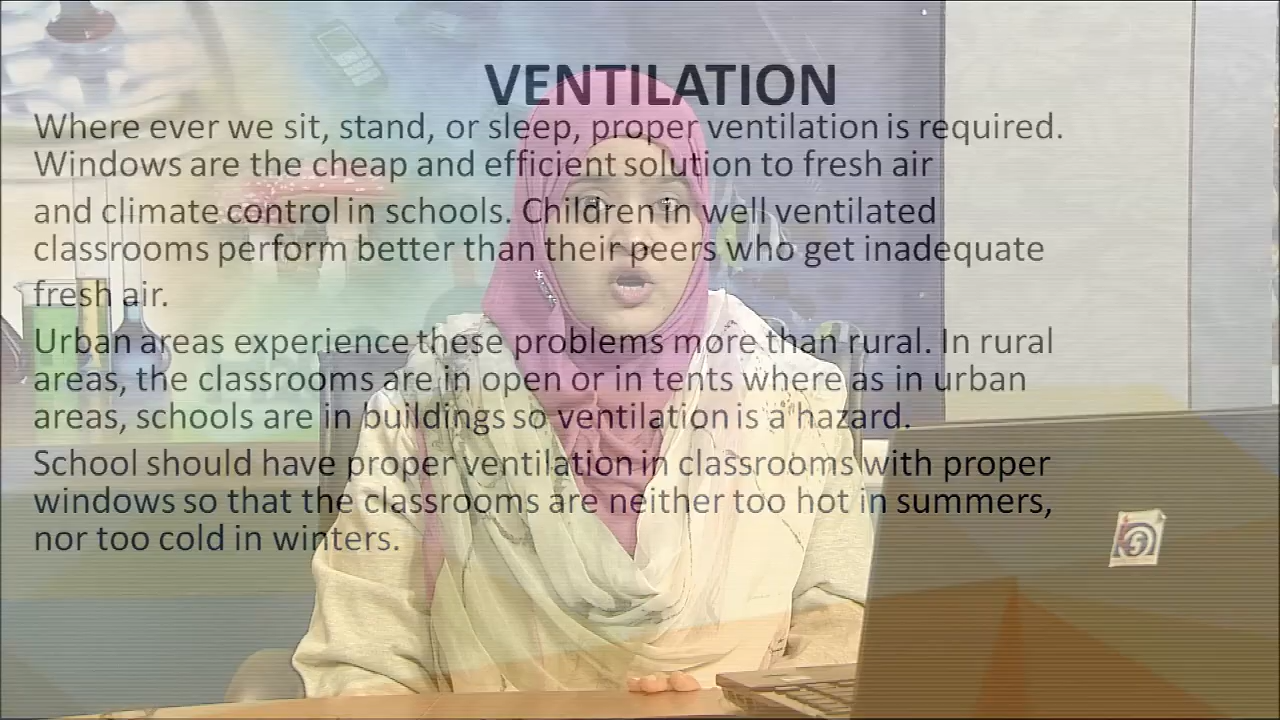 VENTILATION
Where ever we sit, stand, or sleep, proper ventilation is required.
Windows are the cheap and efficient solution to fresh air
and climate control in schools. Children in well ventilated
classrooms perform better than their peers who get inadequate
fresh air.
Urban areas experience these problems more than rural. In rural
areas, the classrooms are in open or in tents where as in urban
areas, schools are in buildings so ventilation is a hazard.
School should have proper ventilation in classrooms with proper
windows so that the classrooms are neither too hot in summers,
nor too cold in winters.